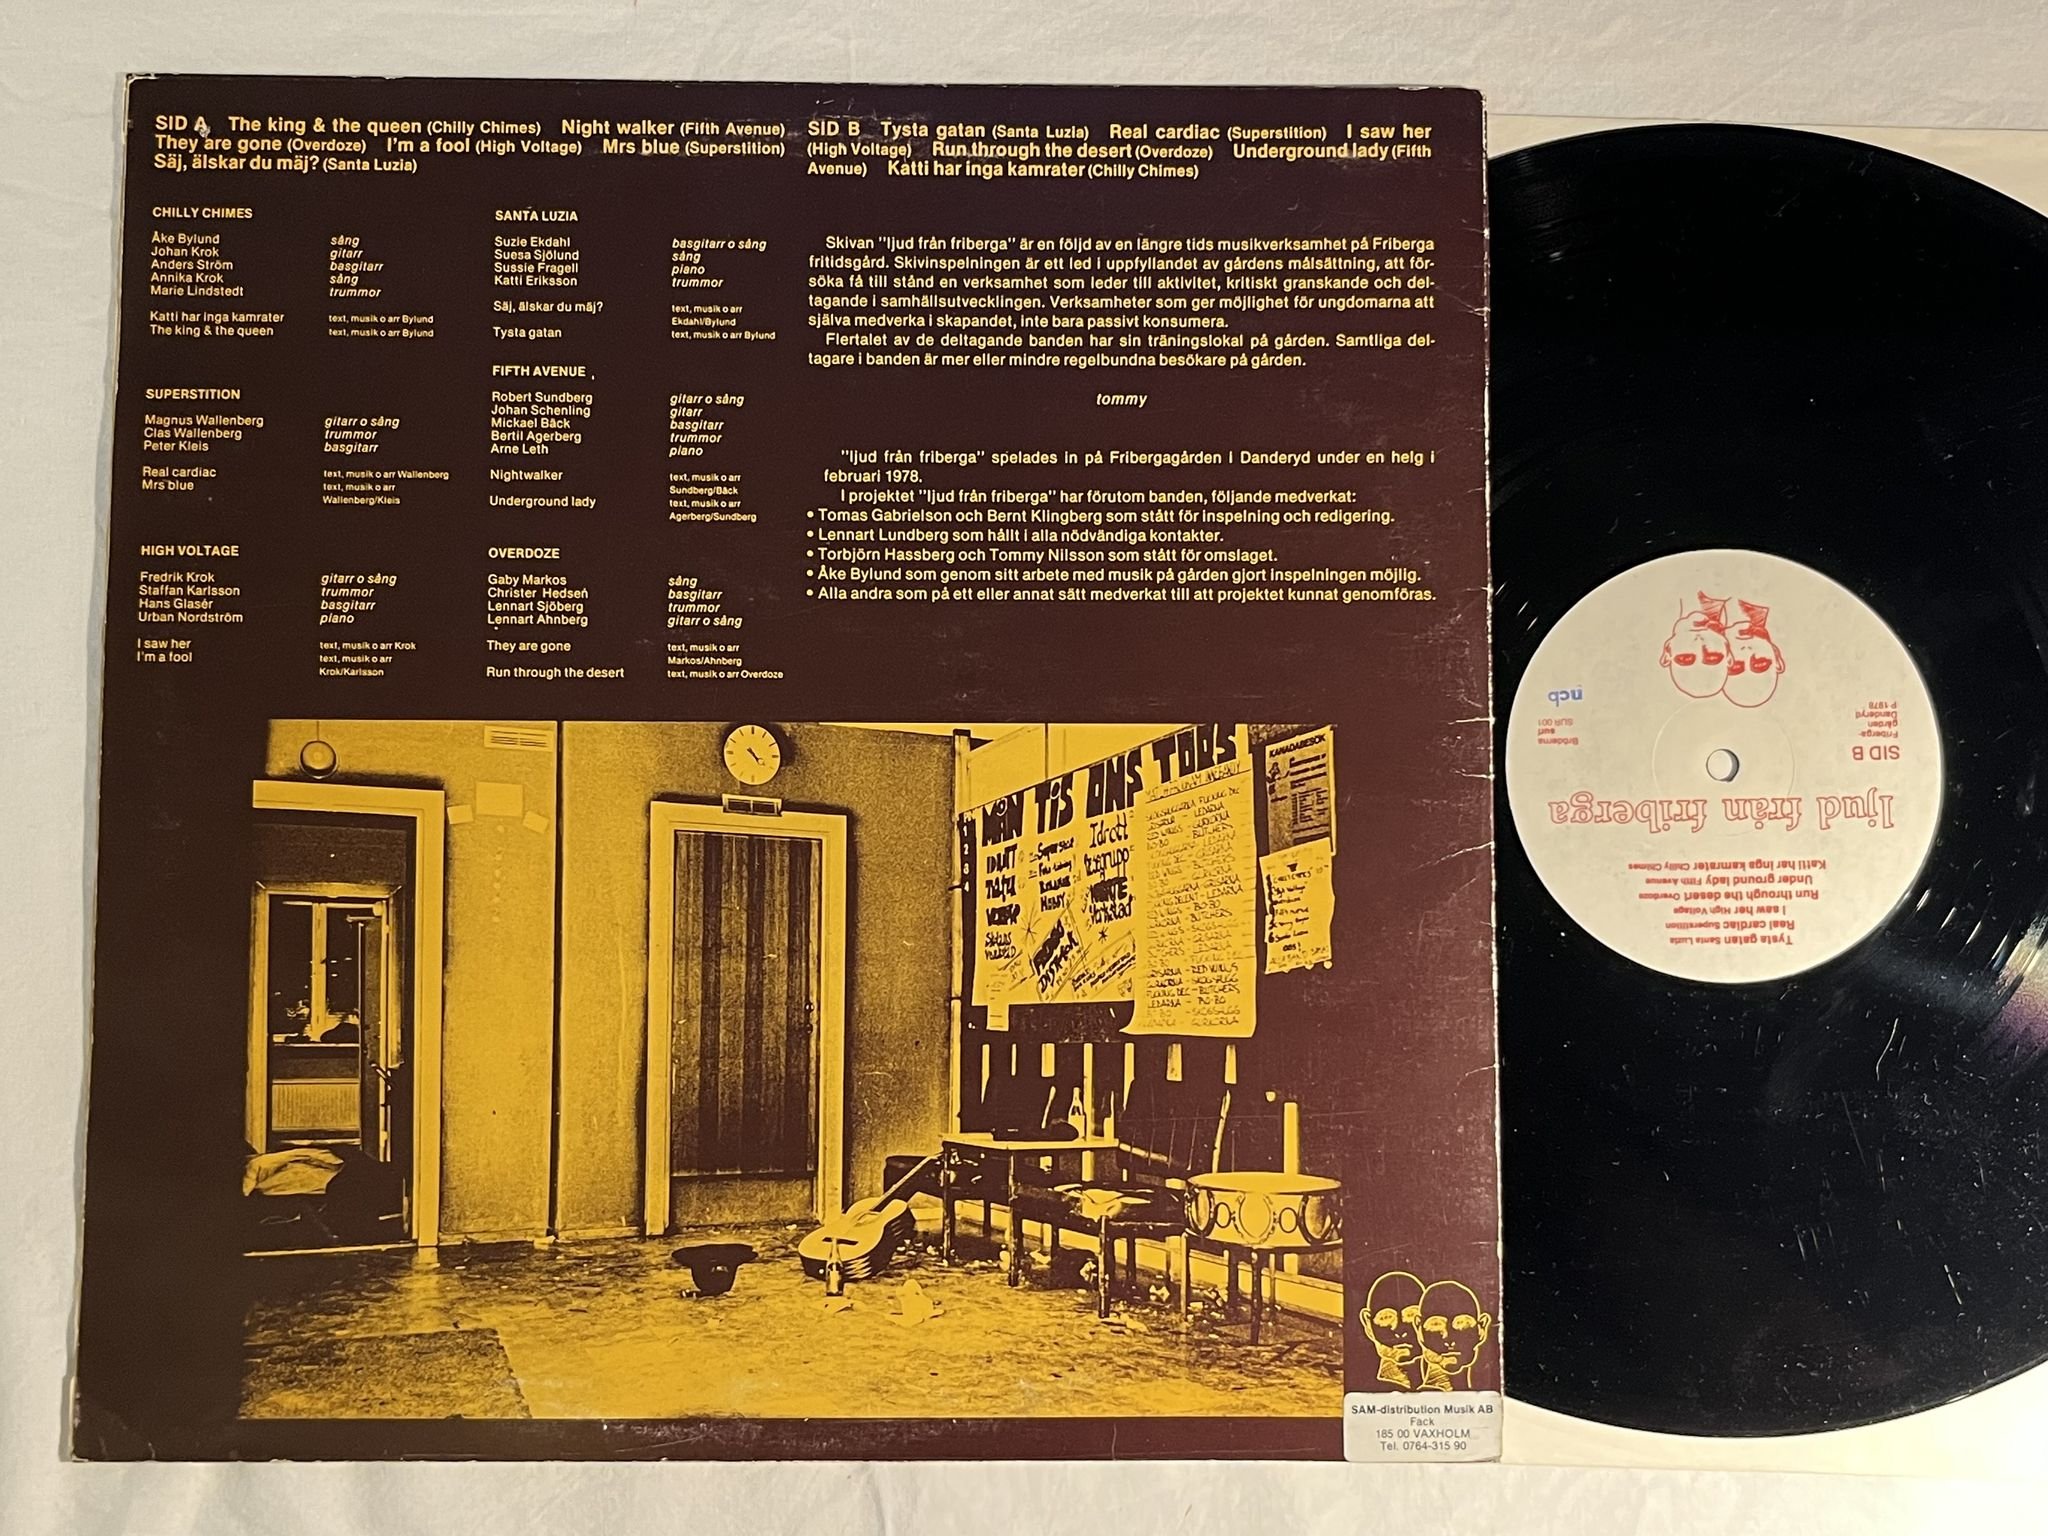 SID A The king & the queen (Chilly Chimes) Night walker (Fifth Avenue)
They are gone (Overdoze) I'm a fool (High Voltage) Mrs blue (Superstition)
Säj, älskar du mäj? (Santa Luzia)
SID B Tysta gatan (Santa Luzia) Real cardiac (Superstition) I saw her
(High Voltage) Run through the desert (Overdoze) Underground lady (Fifth
Avenue) Katti har inga kamrater (Chilly Chimes)
CHILLY CHIMES
Åke Bylund sång
Johan Krok gitarr
Anders Ström basgitarr
Annika Krok sång
Marie Lindstedt trummor
Katti har inga kamrater text, musik o arr Bylund
The king & the queen text, musik o arr Bylund
SUPERSTITION
Magnus Wallenberg gitarr o sång
Clas Wallenberg trummor
Peter Kleis basgitarr
Real cardiac text, musik o arr Wallenberg
Mrs blue text, musik o arr
Wallenberg/Kleis
HIGH VOLTAGE
Fredrik Krok gitarr o sång
Staffan Karlsson trummor
Hans Glasér basgitarr
Urban Nordström piano
I saw her text, musik o arr Krok
I'm a fool text, musik o arr
Krok/Karlsson
SANTA LUZIA
Suzie Ekdahl basgitarr o sång
Suesa Sjölund sång
Sussie Fragell piano
Katti Eriksson trummor
Säj, älskar du mäj? text, musik o arr
Ekdahl/Bylund
Tysta gatan text, musik o arr Bylund
FIFTH AVENUE
Robert Sundberg gitarr o sång
Johan Schenling gitarr
Mickael Bäck basgitarr
Bertil Agerberg trummor
Arne Leth piano
Nightwalker text, musik o arr
Sundberg/Bäck
Underground lady text, musik o arr
Agerberg/Sundberg
OVERDOZE
Gaby Markos sång
Christer Hedsen basgitarr
Lennart Sjöberg trummor
Lennart Ahnberg gitarr o sång
They are gone text, musik o arr
Markos/Ahnberg
Run through the desert text, musik o arr Overdoze
Skivan "ljud från friberga" är en följd av en längre tids musikverksamhet på Friberga
fritidsgård. Skivinspelningen är ett led i uppfyllandet av gårdens målsättning, att för-
söka få till stånd en verksamhet som leder till aktivitet, kritiskt granskande och del-
tagande i samhällsutvecklingen. Verksamheter som ger möjlighet för ungdomarna att
själva medverka i skapandet, inte bara passivt konsumera.
Flertalet av de deltagande banden har sin träningslokal på gården. Samtliga del-
tagare i banden är mer eller mindre regelbundna besökare på gården.
tommy
"ljud från friberga" spelades in på Fribergagården i Danderyd under en helg i
februari 1978.
I projektet "ljud från friberga" har förutom banden, följande medverkat:
• Tomas Gabrielson och Bernt Klingberg som stått för inspelning och redigering.
• Lennart Lundberg som hållt i alla nödvändiga kontakter.
• Torbjörn Hassberg och Tommy Nilsson som stått för omslaget.
• Åke Bylund som genom sitt arbete med musik på gården gjort inspelningen möjlig.
• Alla andra som på ett eller annat sätt medverkat till att projektet kunnat genomföras.
MÅN TIS ONS TORS
KANADABESÖK
Idrott
SAM-distribution Musik AB
Fack
185 00 VAXHOLM
Tel. 0764-315 90
Tysta gatan Santa Luzia
Real cardiac Superstition
I saw her High Voltage
Run through the desert Overdoze
Under ground lady Fifth Avenue
Katti har inga kamrater Chilly Chimes
ljud från friberga
SID B
Friberga-
gården
Danderyd
P 1978
Bröderna
surf
SUR 001
ncb